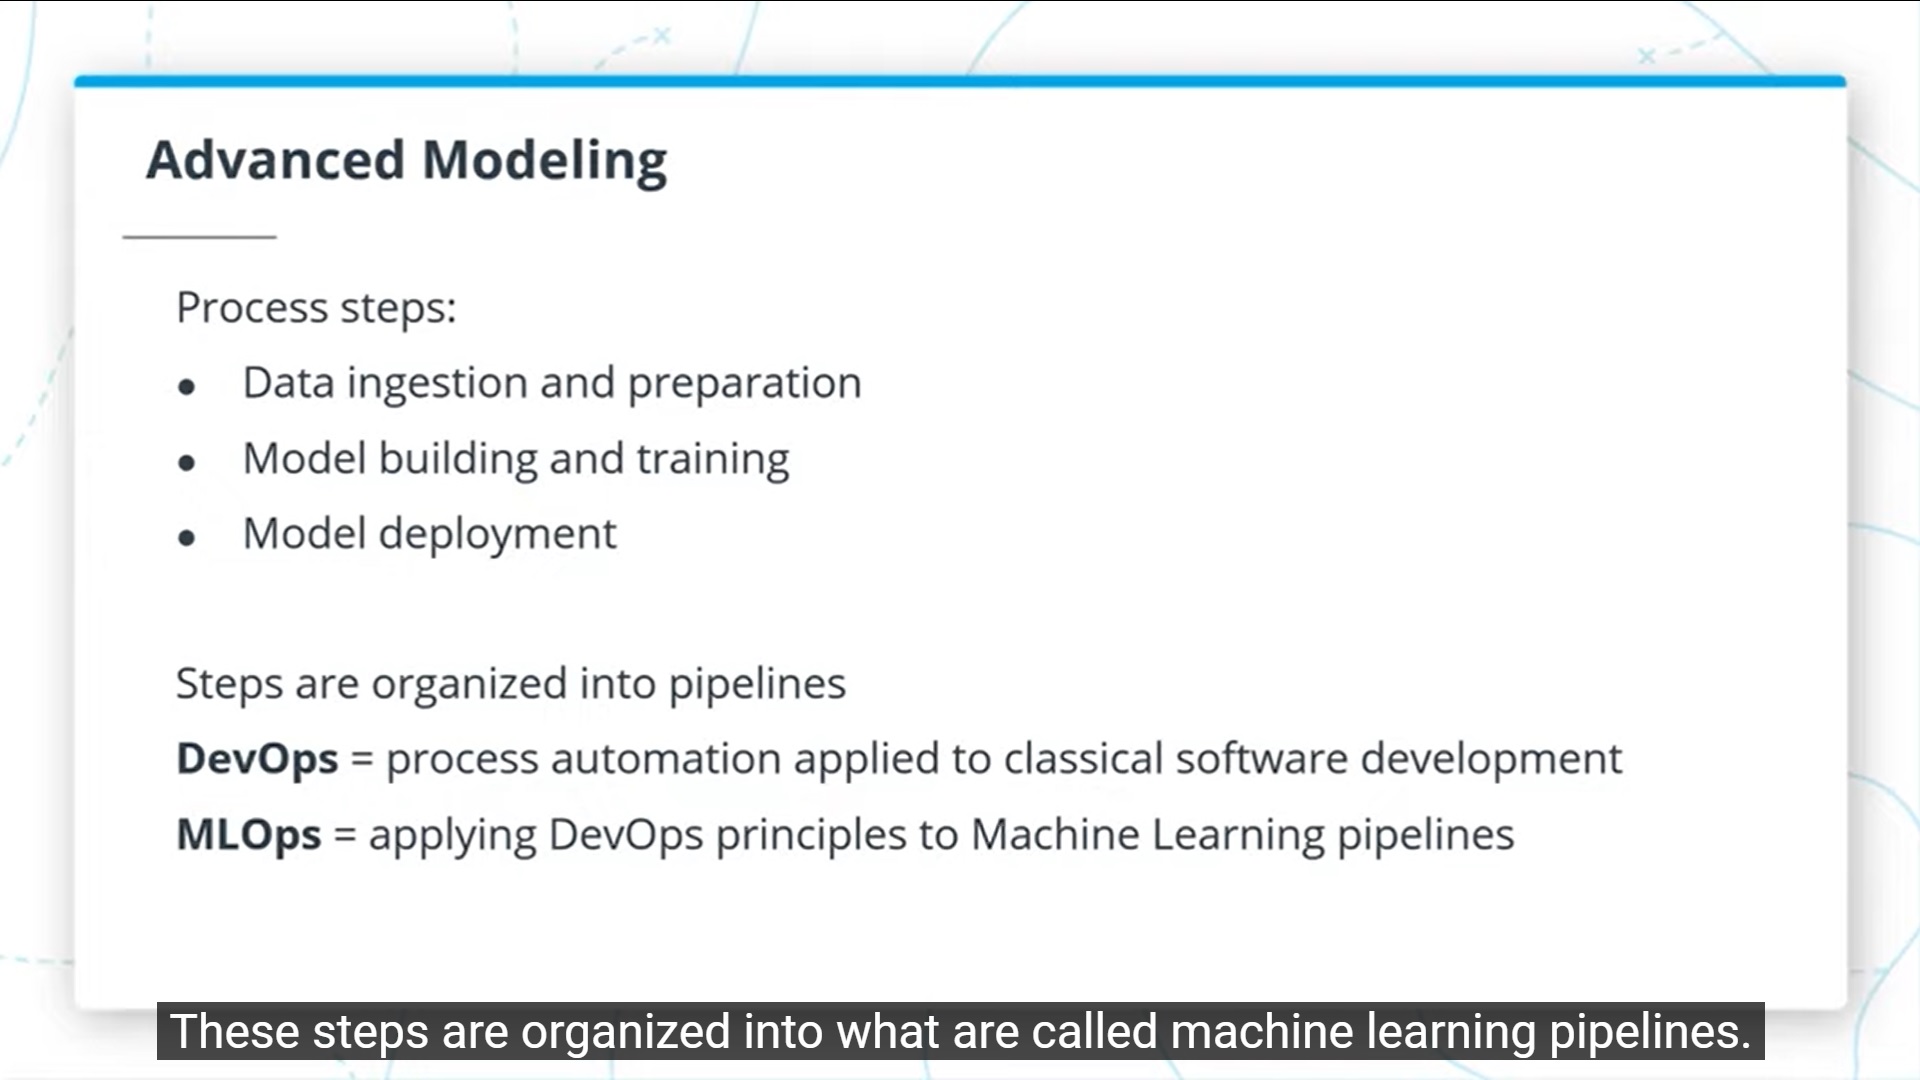 Advanced Modeling
Process steps:
● Data ingestion and preparation
● Model building and training
● Model deployment
Steps are organized into pipelines
DevOps = process automation applied to classical software development
MLOps = applying DevOps principles to Machine Learning pipelines
These steps are organized into what are called machine learning pipelines.